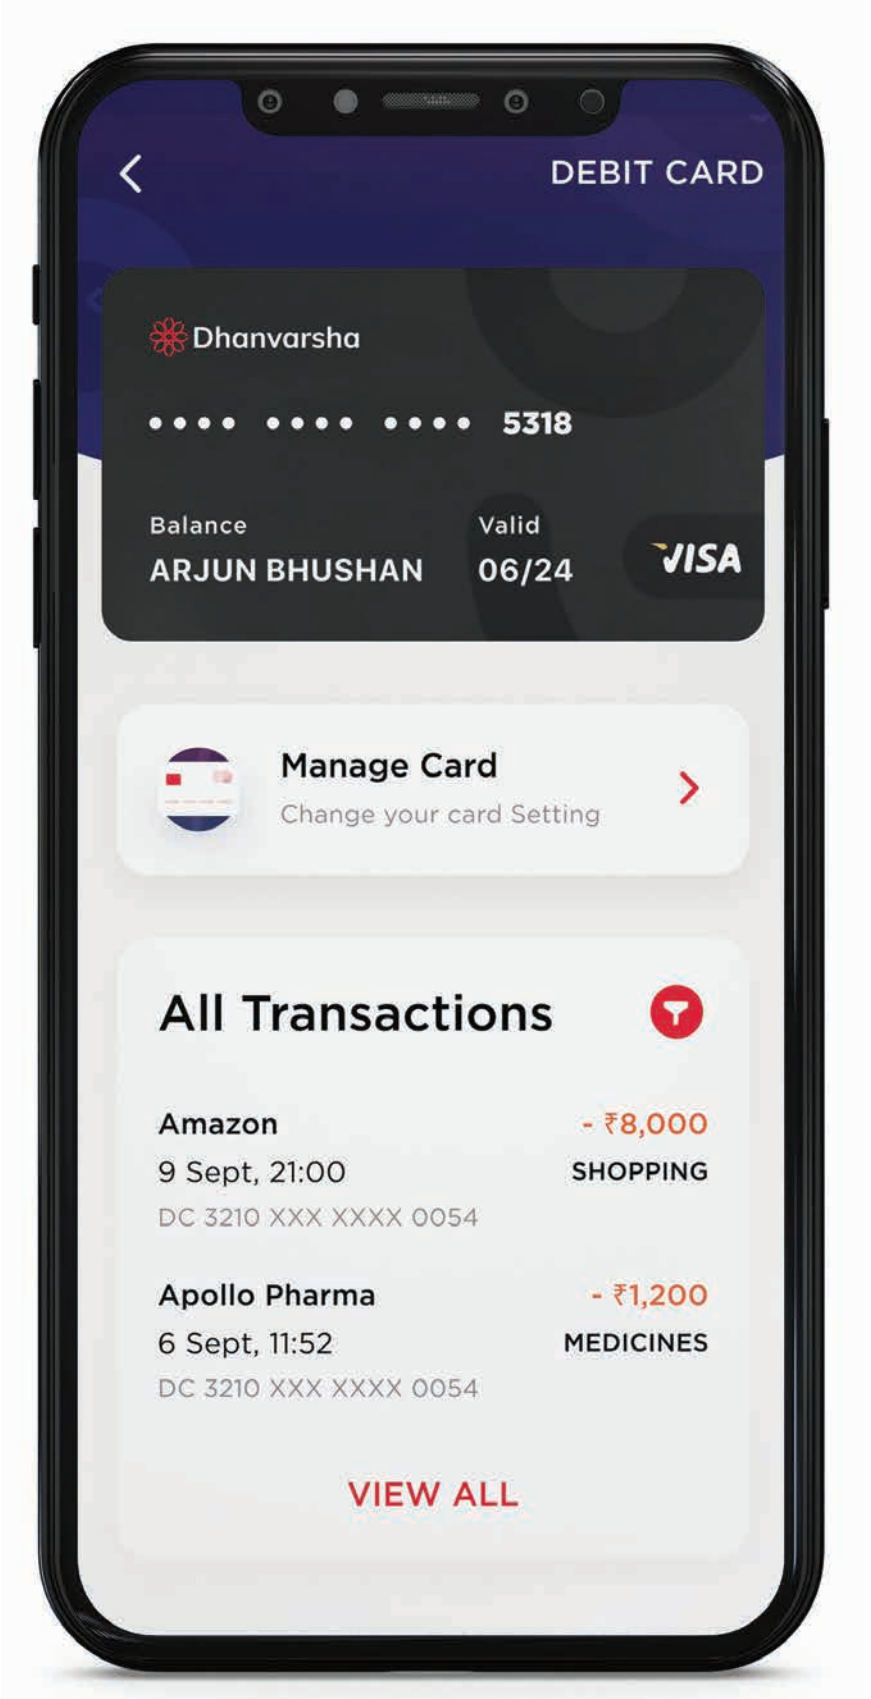 DEBIT CARD
Dhanvarsha
•••• •••• •••• 5318
Balance Valid
ARJUN BHUSHAN 06/24
VISA
Manage Card
Change your card Setting
All Transactions
Amazon - ₹8,000
9 Sept, 21:00 SHOPPING
DC 3210 XXX XXXX 0054
Apollo Pharma - ₹1,200
6 Sept, 11:52 MEDICINES
DC 3210 XXX XXXX 0054
VIEW ALL